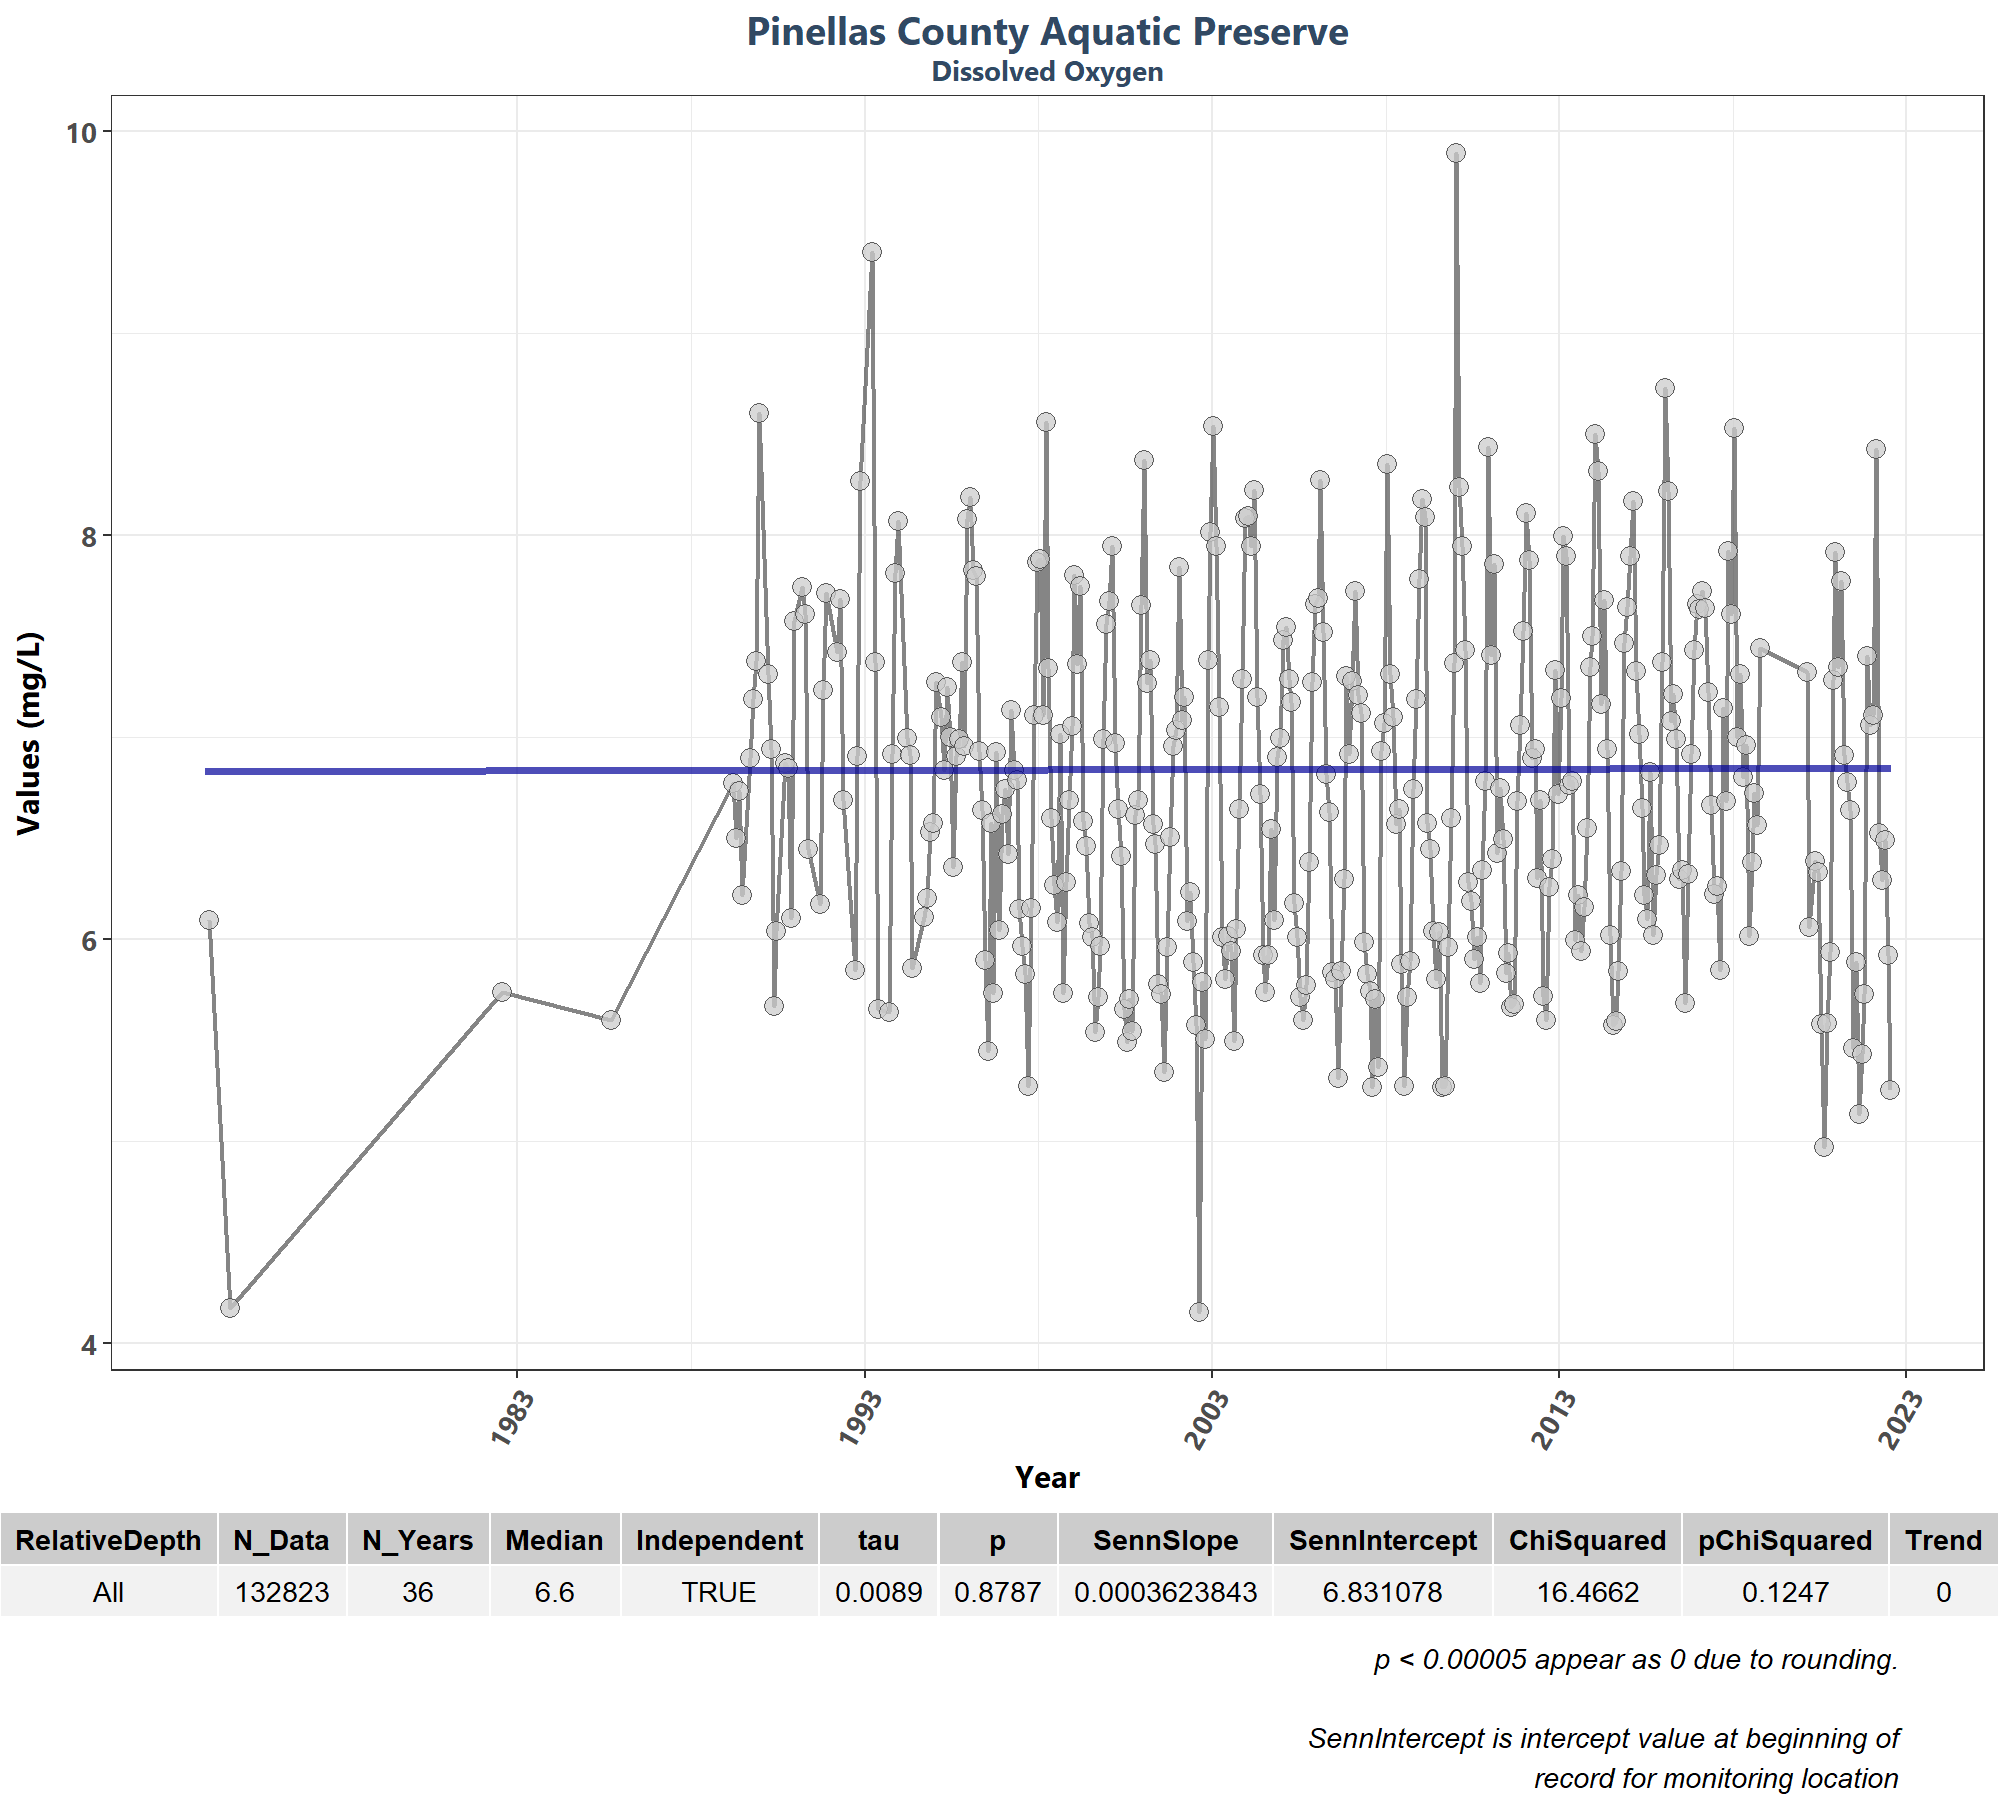 Pinellas County Aquatic Preserve
Dissolved Oxygen
10
8
6
4
Values (mg/L)
1983
1993
2003
2013
2023
Year
RelativeDepth N_Data N_Years Median Independent tau p SennSlope SennIntercept ChiSquared pChiSquared Trend
All 132823 36 6.6 TRUE 0.0089 0.8787 0.0003623843 6.831078 16.4662 0.1247 0
p < 0.00005 appear as 0 due to rounding.
SennIntercept is intercept value at beginning of
record for monitoring location